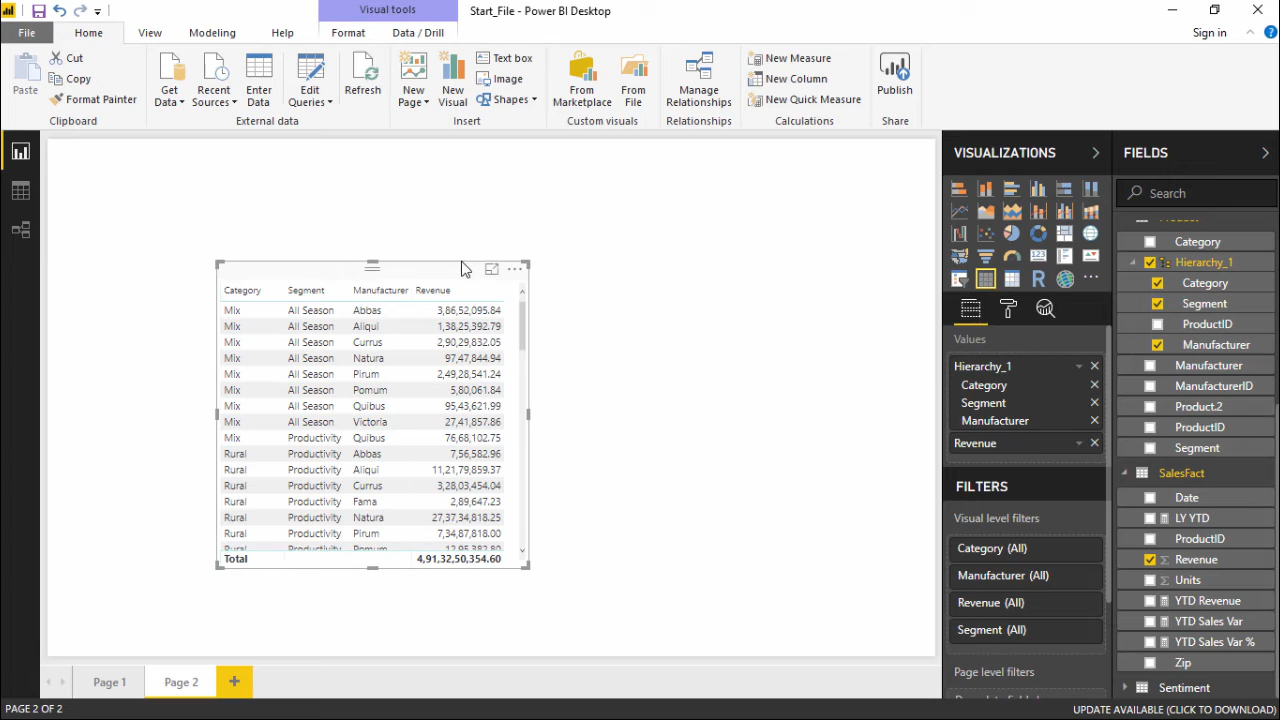 Visual tools
Start_File - Power BI Desktop
File
Home
View
Modeling
Help
Format
Data / Drill
Sign in
Paste
Cut
Copy
Format Painter
Clipboard
Get Data
Recent Sources
Enter Data
External data
Edit Queries
Refresh
New Page
New Visual
Text box
Image
Shapes
Insert
From Marketplace
From File
Custom visuals
Manage Relationships
Relationships
New Measure
New Column
New Quick Measure
Calculations
Publish
Share
Category Segment Manufacturer Revenue
Mix All Season Abbas 3,86,52,095.84
Mix All Season Aliqui 1,38,25,392.79
Mix All Season Currus 2,90,29,832.05
Mix All Season Natura 97,47,844.94
Mix All Season Pirum 2,49,28,541.24
Mix All Season Pomum 5,80,061.84
Mix All Season Quibus 95,43,621.99
Mix All Season Victoria 27,41,857.86
Mix Productivity Quibus 76,68,102.75
Rural Productivity Abbas 7,56,582.96
Rural Productivity Aliqui 11,21,79,859.37
Rural Productivity Currus 3,28,03,454.04
Rural Productivity Fama 2,89,647.23
Rural Productivity Natura 27,37,34,818.25
Rural Productivity Pirum 7,34,87,818.00
Rural Productivity Pomum 12,95,382.80
Total 4,91,32,50,354.60
VISUALIZATIONS
R
123
Values
Hierarchy_1
Category
Segment
Manufacturer
Revenue
FILTERS
Visual level filters
Category (All)
Manufacturer (All)
Revenue (All)
Segment (All)
Page level filters
FIELDS
Search
Category
Hierarchy_1
Category
Segment
ProductID
Manufacturer
Manufacturer
ManufacturerID
Product.2
ProductID
Segment
SalesFact
Date
LY YTD
ProductID
Revenue
Units
YTD Revenue
YTD Sales Var
YTD Sales Var %
Zip
Sentiment
Page 1
Page 2
PAGE 2 OF 2
UPDATE AVAILABLE (CLICK TO DOWNLOAD)